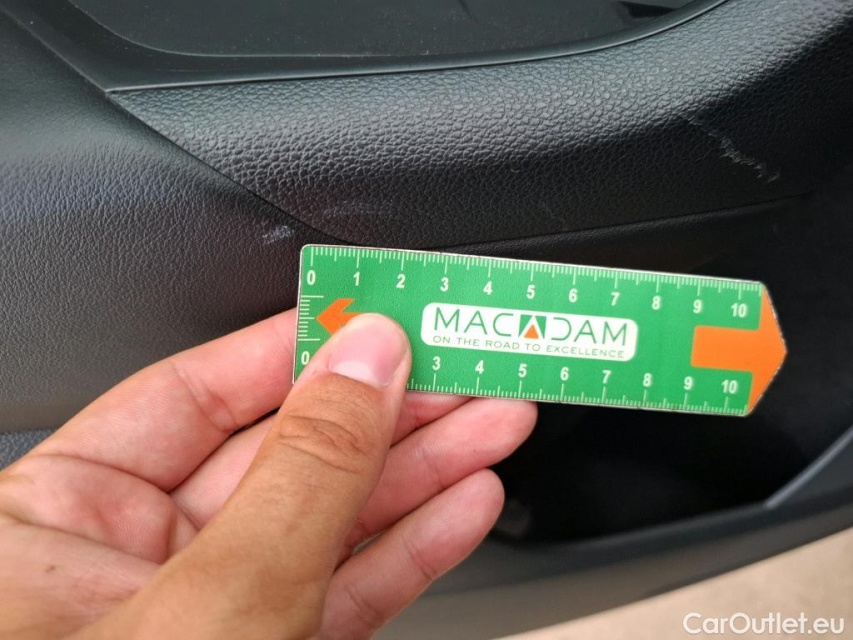 0 1 2 3 4 5 6 7 8 9 10
MACADAM
ON THE ROAD TO EXCELLENCE
0 3 4 5 6 7 8 9 10
CarOutlet.eu